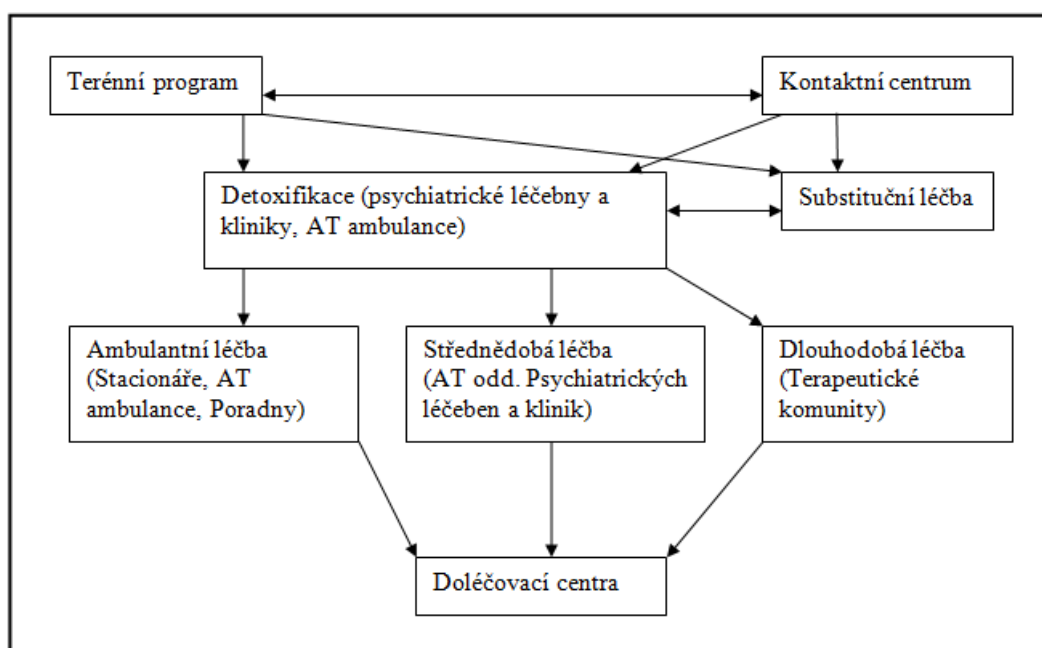 Terénní program
Kontaktní centrum
Detoxifikace (psychiatrické léčebny a
kliniky, AT ambulance)
Substituční léčba
Ambulantní léčba
(Stacionáře, AT
ambulance, Poradny)
Střednědobá léčba
(AT odd. Psychiatrických
léčeben a klinik)
Dlouhodobá léčba
(Terapeutické
komunity)
Doléčovací centra